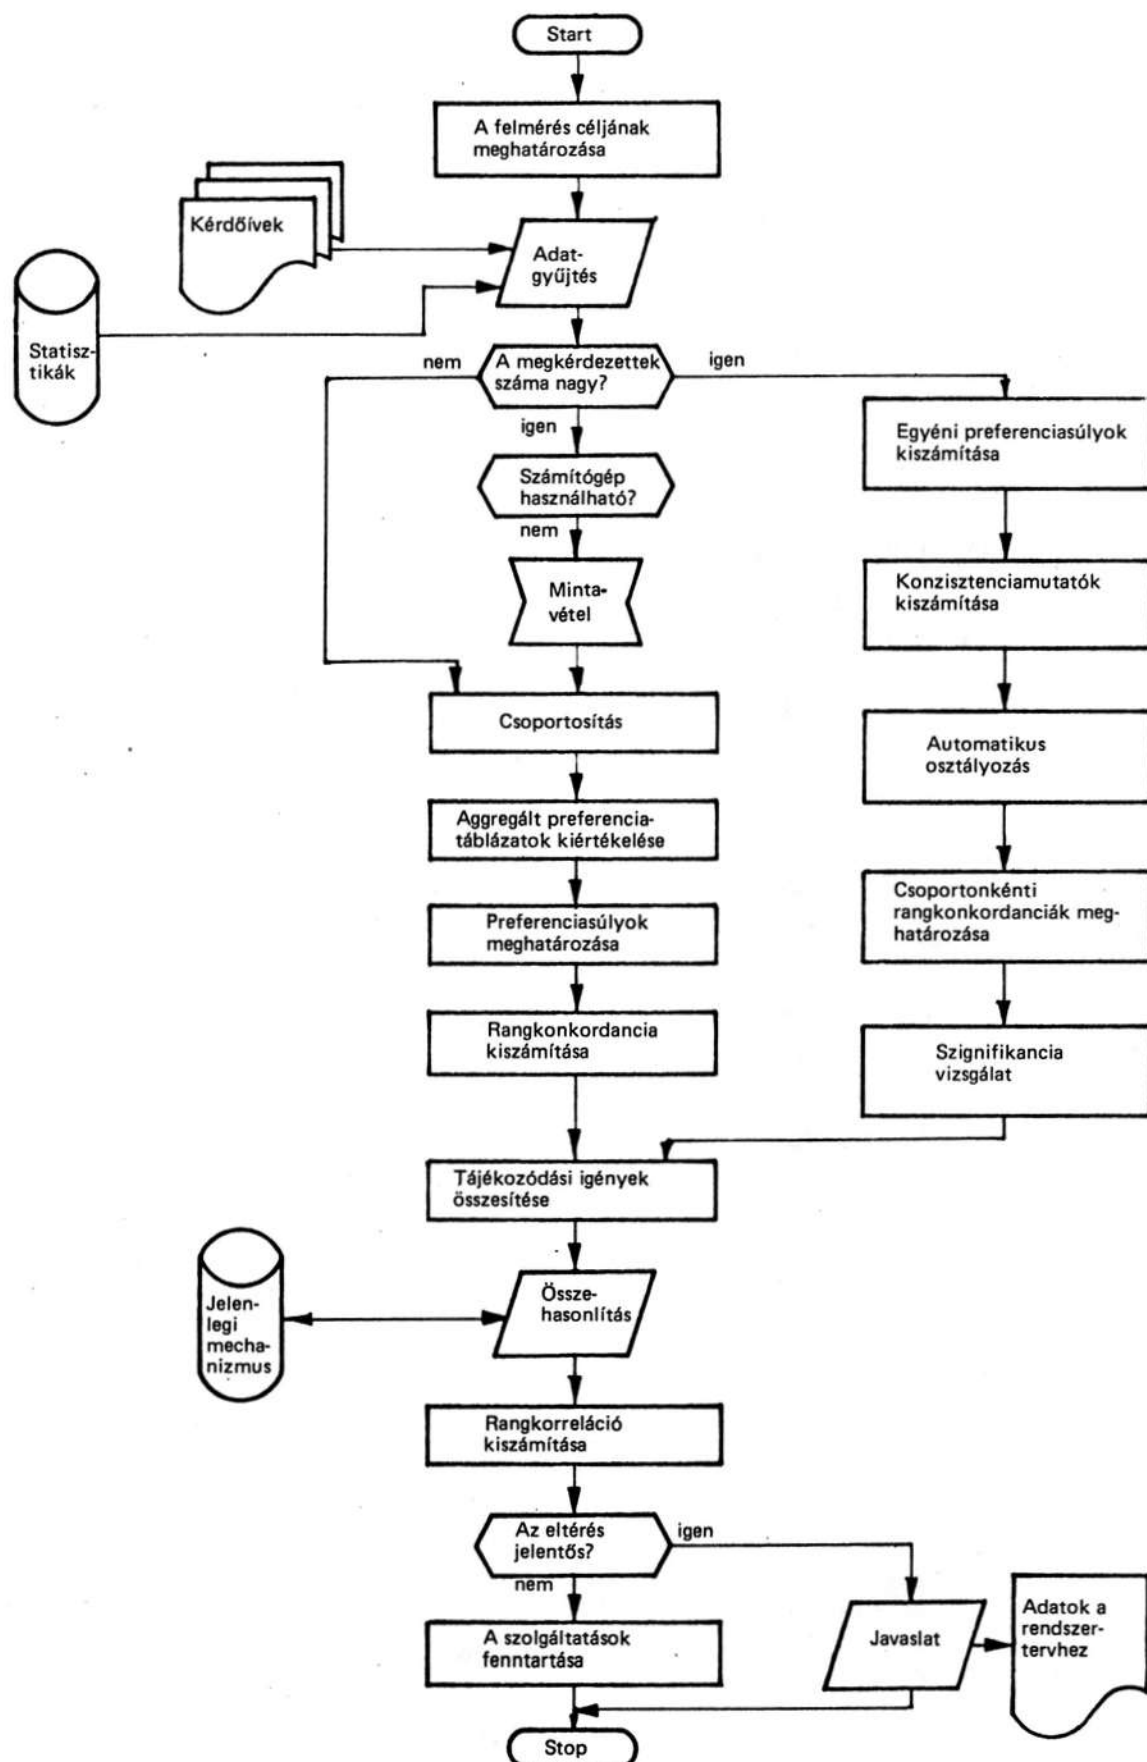 Start
A felmérés céljának
meghatározása
Kérdőívek
Adat-
gyűjtés
Statisz-
tikák
nem
A megkérdezettek
száma nagy?
igen
igen
Egyéni preferenciasúlyok
kiszámítása
Számítógép
használható?
nem
Minta-
vétel
Konzisztenciamutatók
kiszámítása
Csoportosítás
Automatikus
osztályozás
Aggregált preferencia-
táblázatok kiértékelése
Csoportonkénti
rangkonkordanciák meg-
határozása
Preferenciasúlyok
meghatározása
Rangkonkordancia
kiszámítása
Szignifikancia
vizsgálat
Tájékozódási igények
összesítése
Jelen-
legi
mecha-
nizmus
Össze-
hasonlítás
Rangkorreláció
kiszámítása
Az eltérés
jelentős?
igen
nem
A szolgáltatások
fenntartása
Javaslat
Adatok a
rendszer-
tervhez
Stop